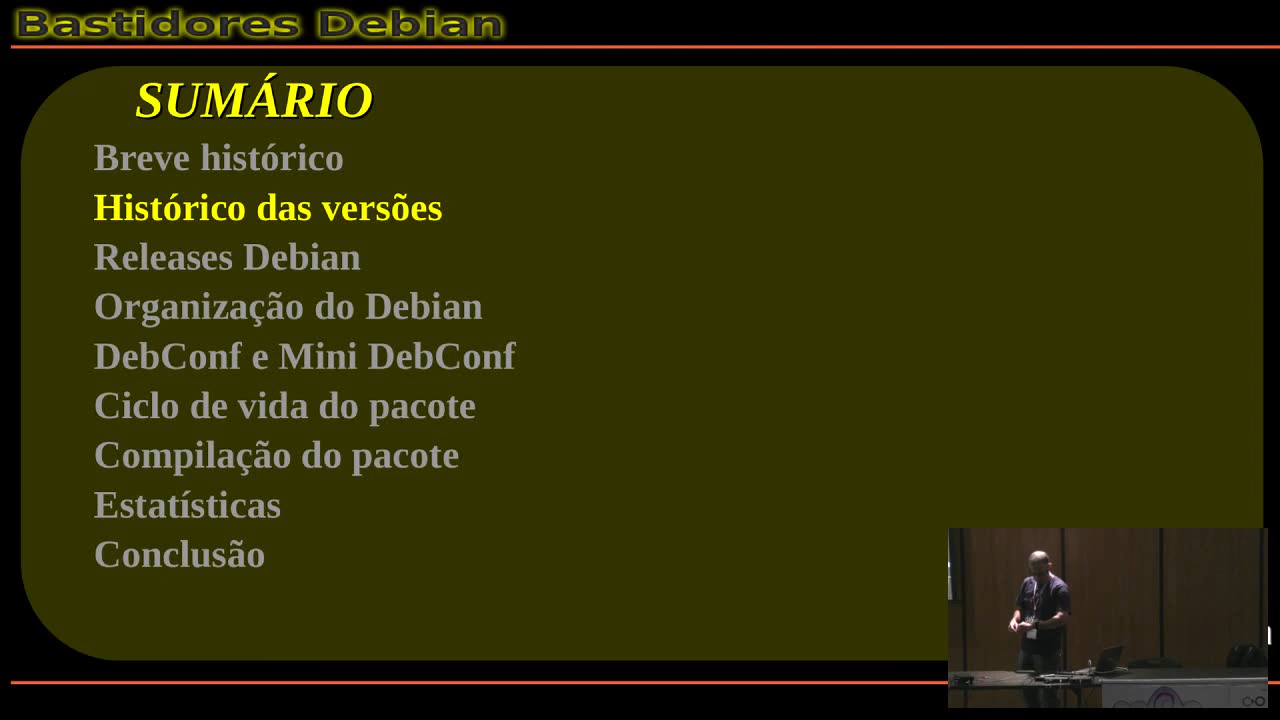 Bastidores Debian
SUMÁRIO
Breve histórico
Histórico das versões
Releases Debian
Organização do Debian
DebConf e Mini DebConf
Ciclo de vida do pacote
Compilação do pacote
Estatísticas
Conclusão